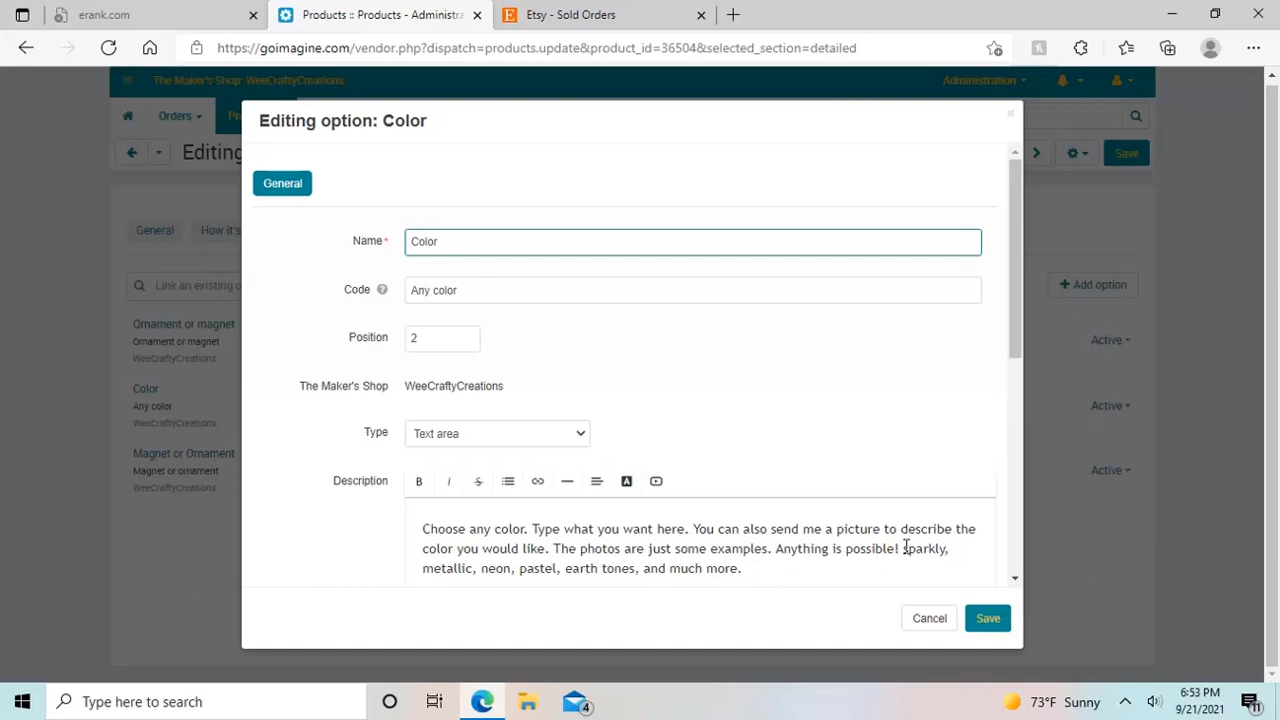 erank.com
Products :: Products - Administra
Etsy - Sold Orders
https://goimagine.com/vendor.php?dispatch=products.update&product_id=36504&selected_section=detailed
The Maker's Shop: WeeCraftyCreations
Administration
Orders
Pr
Editing
Save
Editing option: Color
General
General
How it's
Name*
Color
Link an existing o
Add option
Code
Any color
Ornament or magnet
Ornament or magnet
WeeCraftyCreations
Position
2
Active
Color
Any color
WeeCraftyCreations
The Maker's Shop
WeeCraftyCreations
Active
Type
Text area
Magnet or Ornament
Magnet or ornament
WeeCraftyCreations
Active
Description
B I S A
Choose any color. Type what you want here. You can also send me a picture to describe the
color you would like. The photos are just some examples. Anything is possible! Sparkly,
metallic, neon, pastel, earth tones, and much more.
Cancel
Save
Type here to search
4
73°F Sunny
6:53 PM
9/21/2021
11